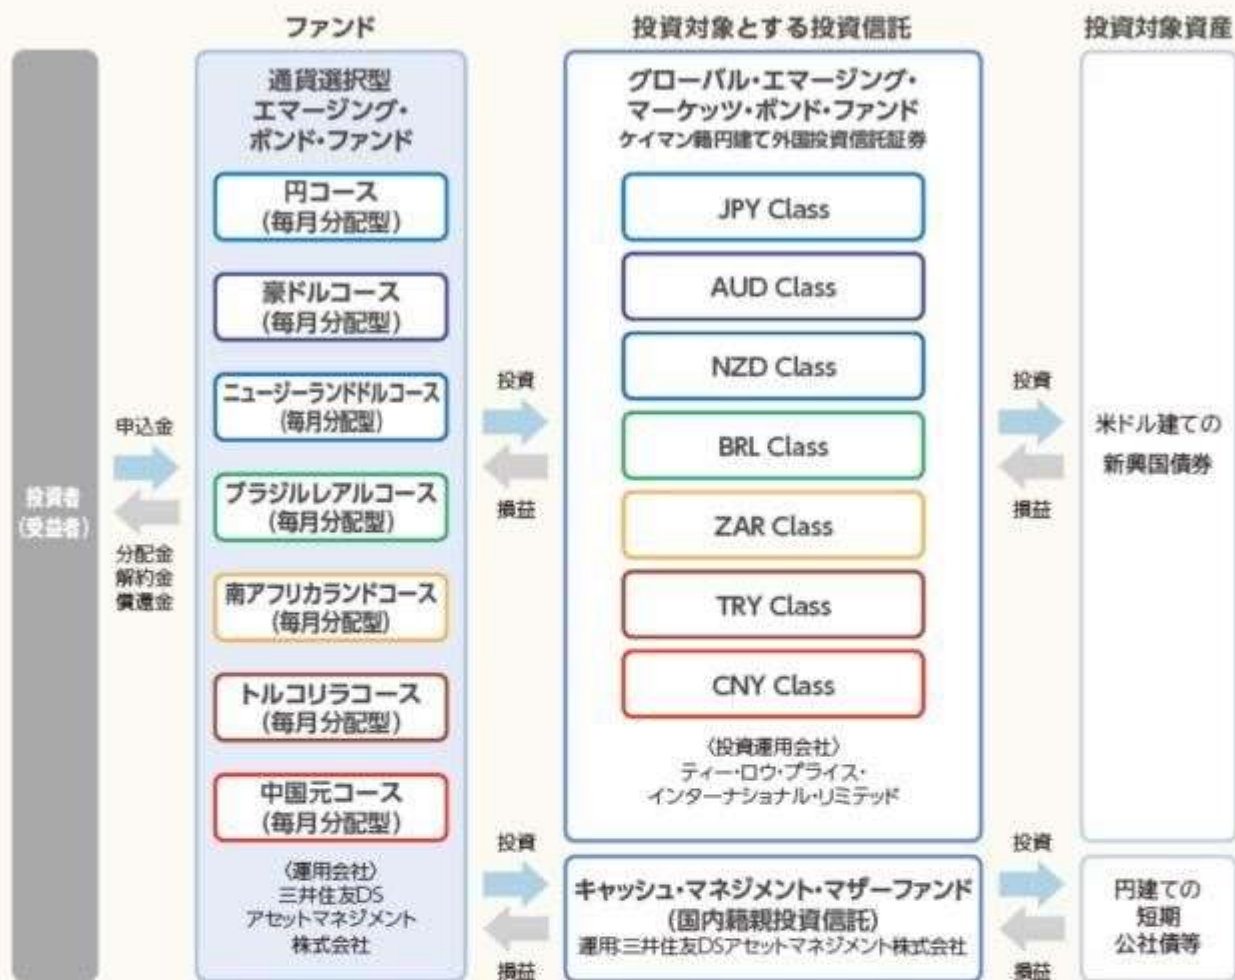 ファンド
投資対象とする投資信託
投資対象資産
投資者
(受益者)
申込金
分配金
解約金
償還金
通貨選択型
エマージング・
ボンド・ファンド
円コース
(毎月分配型)
豪ドルコース
(毎月分配型)
ニュージーランドドルコース
(毎月分配型)
ブラジルレアルコース
(毎月分配型)
南アフリカランドコース
(毎月分配型)
トルコリラコース
(毎月分配型)
中国元コース
(毎月分配型)
〈運用会社〉
三井住友DS
アセットマネジメント
株式会社
投資
損益
投資
損益
グローバル・エマージング・
マーケッツ・ボンド・ファンド
ケイマン籍円建て外国投資信託証券
JPY Class
AUD Class
NZD Class
BRL Class
ZAR Class
TRY Class
CNY Class
〈投資運用会社〉
ティー・ロウ・プライス・
インターナショナル・リミテッド
キャッシュ・マネジメント・マザーファンド
(国内籍親投資信託)
運用:三井住友DSアセットマネジメント株式会社
投資
損益
投資
損益
米ドル建ての
新興国債券
円建ての
短期
公社債等